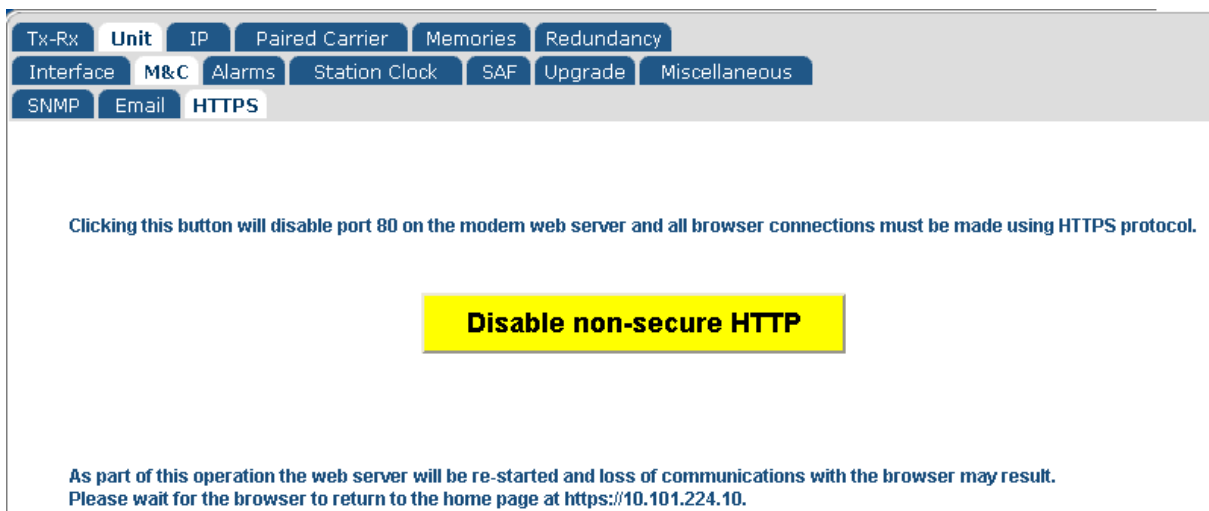 Tx-Rx Unit IP Paired Carrier Memories Redundancy
Interface M&C Alarms Station Clock SAF Upgrade Miscellaneous
SNMP Email HTTPS
Clicking this button will disable port 80 on the modem web server and all browser connections must be made using HTTPS protocol.
Disable non-secure HTTP
As part of this operation the web server will be re-started and loss of communications with the browser may result.
Please wait for the browser to return to the home page at https://10.101.224.10.